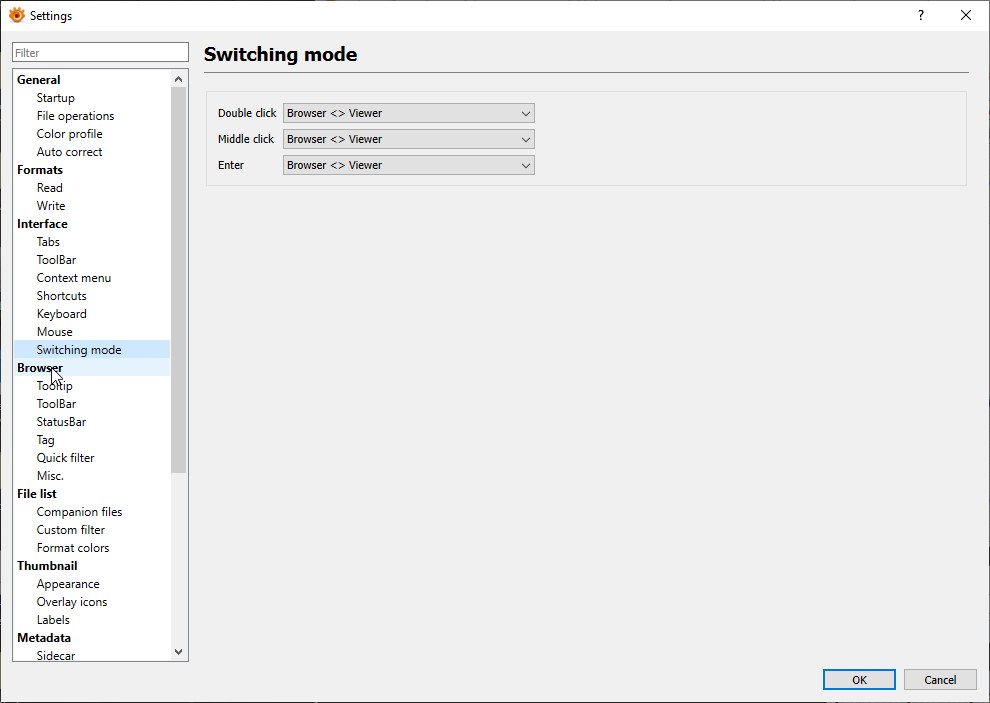 Settings
?
Filter
General
Startup
File operations
Color profile
Auto correct
Formats
Read
Write
Interface
Tabs
ToolBar
Context menu
Shortcuts
Keyboard
Mouse
Switching mode
Browser
Tooltip
ToolBar
StatusBar
Tag
Quick filter
Misc.
File list
Companion files
Custom filter
Format colors
Thumbnail
Appearance
Overlay icons
Labels
Metadata
Sidecar
Switching mode
Double click Browser <> Viewer
Middle click Browser <> Viewer
Enter Browser <> Viewer
OK Cancel